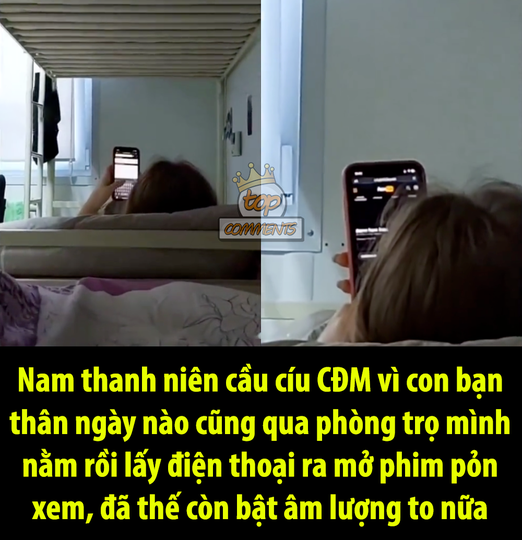 top
COMMENTS
Nam thanh niên cầu cíu CĐM vì con bạn
thân ngày nào cũng qua phòng trọ mình
nằm rồi lấy điện thoại ra mở phim pỏn
xem, đã thế còn bật âm lượng to nữa